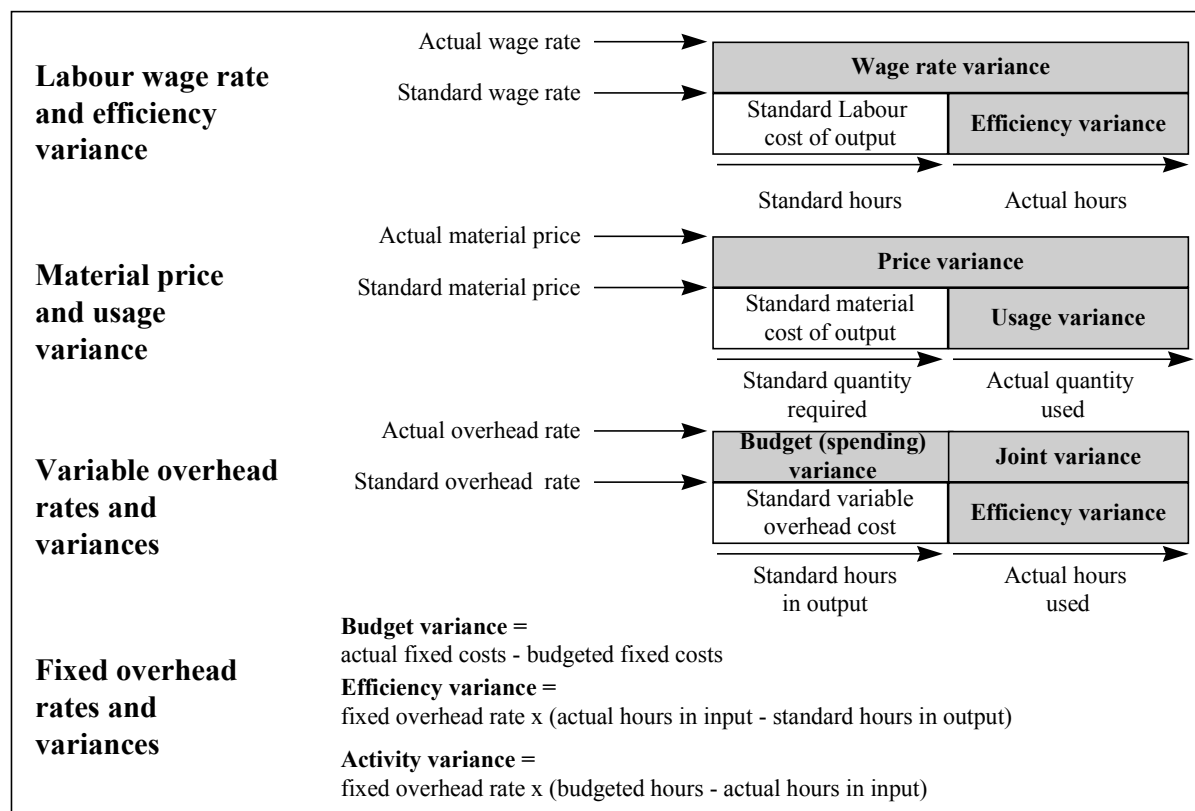 Labour wage rate
and efficiency
variance
Actual wage rate
Standard wage rate
Wage rate variance
Standard Labour
cost of output
Efficiency variance
Standard hours
Actual hours
Material price
and usage
variance
Actual material price
Standard material price
Price variance
Standard material
cost of output
Usage variance
Standard quantity
required
Actual quantity
used
Variable overhead
rates and
variances
Actual overhead rate
Standard overhead rate
Budget (spending)
variance
Joint variance
Standard variable
overhead cost
Efficiency variance
Standard hours
in output
Actual hours
used
Fixed overhead
rates and
variances
Budget variance =
actual fixed costs - budgeted fixed costs
Efficiency variance =
fixed overhead rate x (actual hours in input - standard hours in output)
Activity variance =
fixed overhead rate x (budgeted hours - actual hours in input)